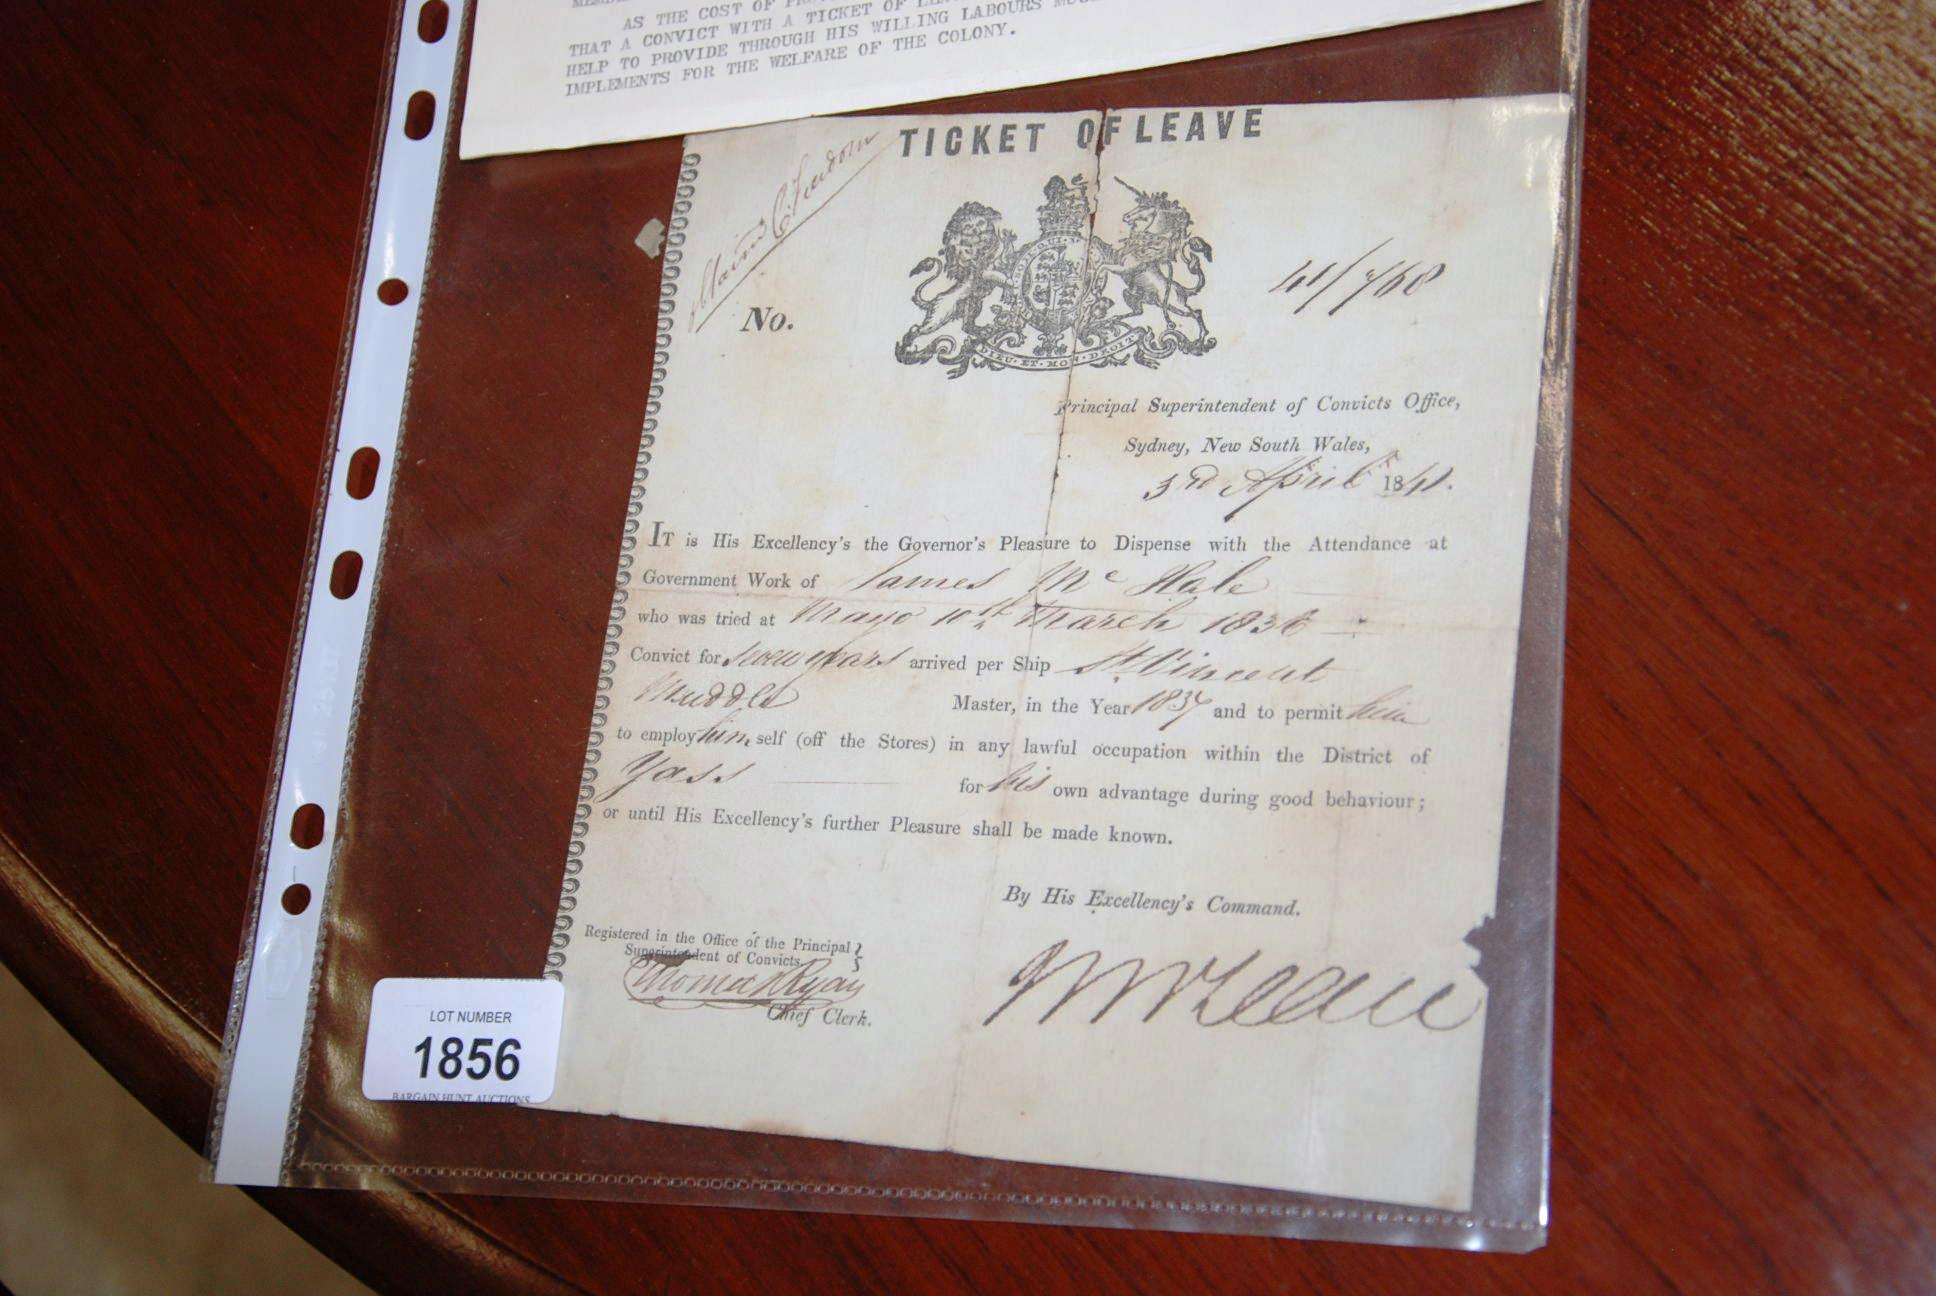 AS THE COST OF
THAT A CONVICT WITH A TICKET OF
HELP TO PROVIDE THROUGH HIS WILLING LABOURS
IMPLEMENTS FOR THE WELFARE OF THE COLONY.
TICKET OF LEAVE
No.
41/768
DIEU ET MON DROIT
Principal Superintendent of Convicts Office,
Sydney, New South Wales,
3rd April 1841.
IT is His Excellency's the Governor's Pleasure to Dispense with the Attendance at
Government Work of James Mc Hale
who was tried at Mayo 10th March 1836
Convict for Seven years arrived per Ship St. Vincent
Muddle Master, in the Year 1837 and to permit him
to employ him self (off the Stores) in any lawful occupation within the District of
Yass for his own advantage during good behaviour;
or until His Excellency's further Pleasure shall be made known.
By His Excellency's Command.
Registered in the Office of the Principal
Superintendent of Convicts.
Thomas Ryan
Chief Clerk.
LOT NUMBER
1856
BARGAIN HUNT AUCTIONS